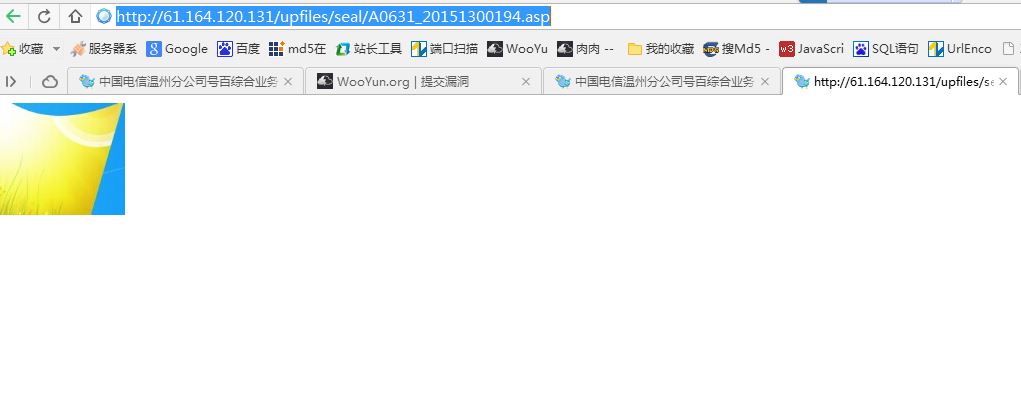 http://61.164.120.131/upfiles/seal/A0631_20151300194.asp
收藏 服务器系 Google 百度 md5在 站长工具 端口扫描 WooYu 肉肉 -- 我的收藏 搜Md5 - JavaScri SQL语句 UrlEnco
中国电信温州分公司号百综合业务 WooYun.org | 提交漏洞 中国电信温州分公司号百综合业务 http://61.164.120.131/upfiles/se